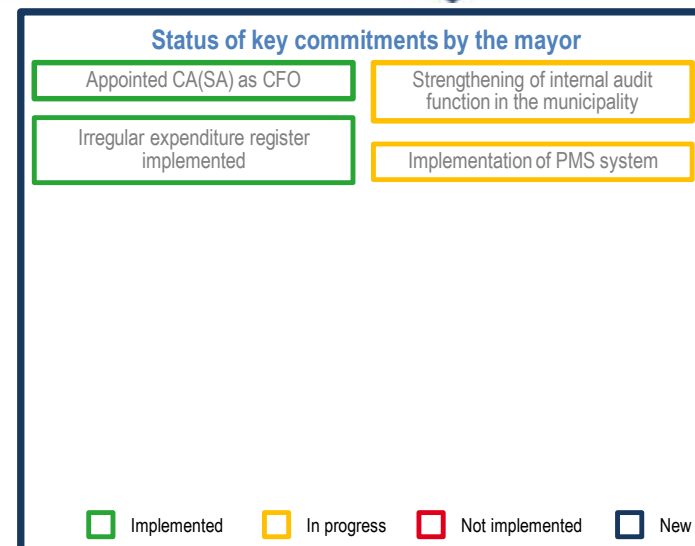 Status of key commitments by the mayor
Appointed CA(SA) as CFO
Irregular expenditure register
implemented
Strengthening of internal audit
function in the municipality
Implementation of PMS system
Implemented
In progress
Not implemented
New